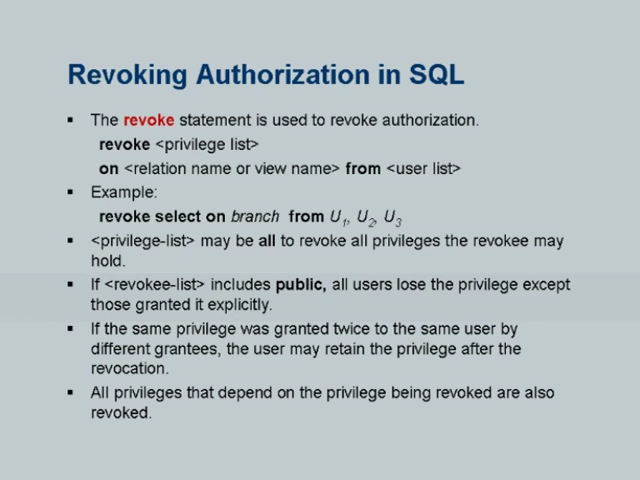 Revoking Authorization in SQL
▪ The revoke statement is used to revoke authorization.
revoke <privilege list>
on <relation name or view name> from <user list>
▪ Example:
revoke select on branch from U1, U2, U3
▪ <privilege-list> may be all to revoke all privileges the revokee may
hold.
▪ If <revokee-list> includes public, all users lose the privilege except
those granted it explicitly.
▪ If the same privilege was granted twice to the same user by
different grantees, the user may retain the privilege after the
revocation.
▪ All privileges that depend on the privilege being revoked are also
revoked.